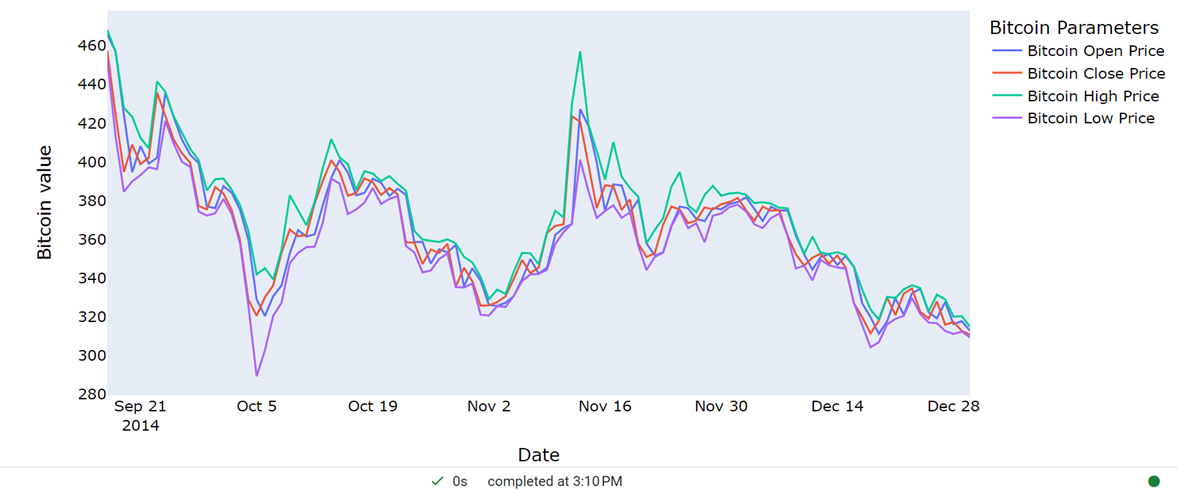 Bitcoin Parameters
Bitcoin Open Price
Bitcoin Close Price
Bitcoin High Price
Bitcoin Low Price
Bitcoin value
460
440
420
400
380
360
340
320
300
280
Sep 21 Oct 5 Oct 19 Nov 2 Nov 16 Nov 30 Dec 14 Dec 28
2014
Date
0s completed at 3:10 PM